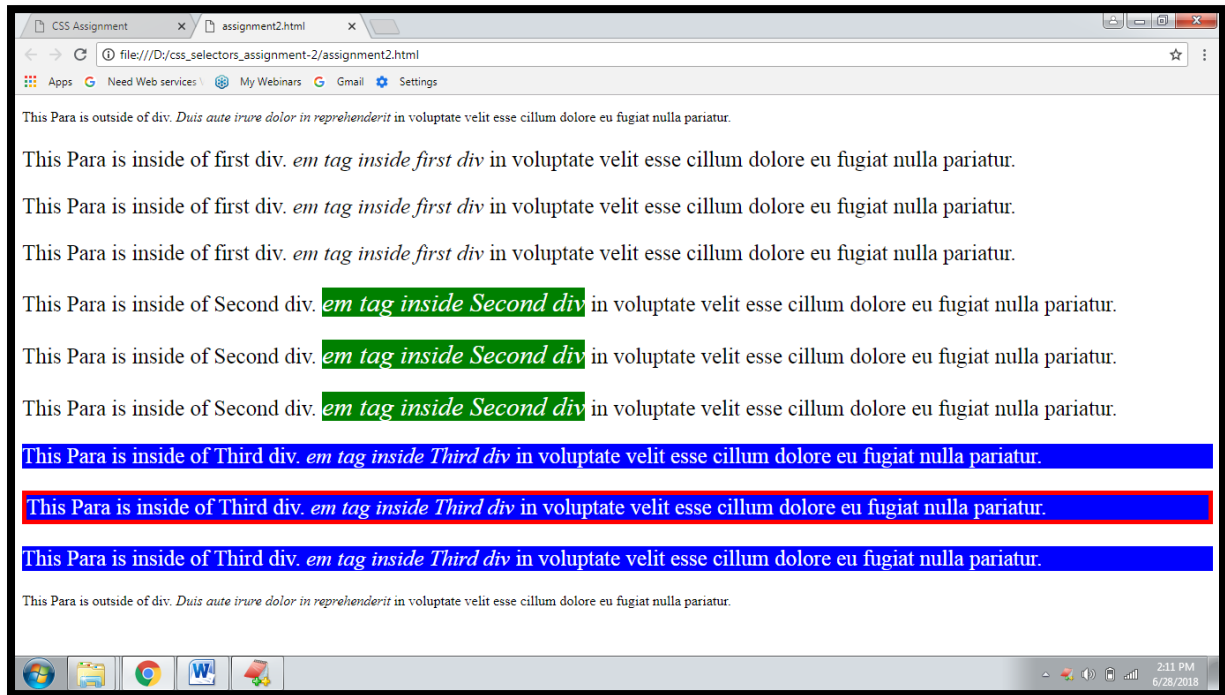 CSS Assignment
assignment2.html
file:///D:/css_selectors_assignment-2/assignment2.html
Apps Need Web services \ My Webinars Gmail Settings
This Para is outside of div. Duis aute irure dolor in reprehenderit in voluptate velit esse cillum dolore eu fugiat nulla pariatur.
This Para is inside of first div. em tag inside first div in voluptate velit esse cillum dolore eu fugiat nulla pariatur.
This Para is inside of first div. em tag inside first div in voluptate velit esse cillum dolore eu fugiat nulla pariatur.
This Para is inside of first div. em tag inside first div in voluptate velit esse cillum dolore eu fugiat nulla pariatur.
This Para is inside of Second div. em tag inside Second div in voluptate velit esse cillum dolore eu fugiat nulla pariatur.
This Para is inside of Second div. em tag inside Second div in voluptate velit esse cillum dolore eu fugiat nulla pariatur.
This Para is inside of Second div. em tag inside Second div in voluptate velit esse cillum dolore eu fugiat nulla pariatur.
This Para is inside of Third div. em tag inside Third div in voluptate velit esse cillum dolore eu fugiat nulla pariatur.
This Para is inside of Third div. em tag inside Third div in voluptate velit esse cillum dolore eu fugiat nulla pariatur.
This Para is inside of Third div. em tag inside Third div in voluptate velit esse cillum dolore eu fugiat nulla pariatur.
This Para is outside of div. Duis aute irure dolor in reprehenderit in voluptate velit esse cillum dolore eu fugiat nulla pariatur.
2:11 PM
6/28/2018